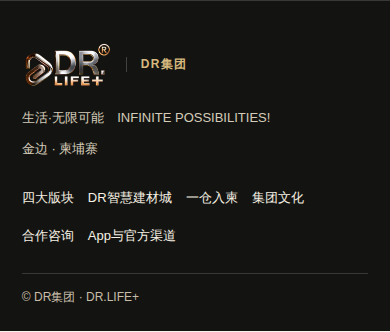 DR.® LIFE+ DR集团
生活·无限可能 INFINITE POSSIBILITIES!
金边 · 柬埔寨
四大版块 DR智慧建材城 一仓入柬 集团文化
合作咨询 App与官方渠道
© DR集团 · DR.LIFE+